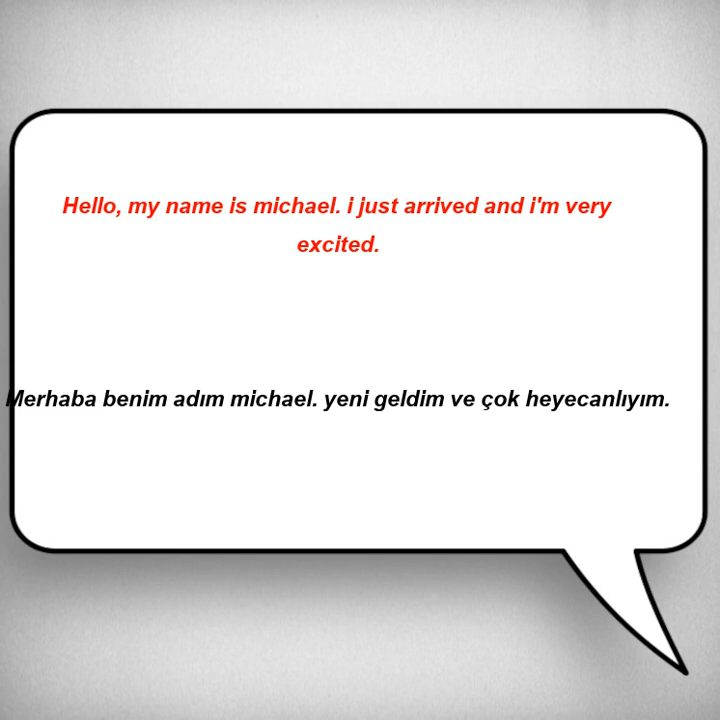 Hello, my name is michael. i just arrived and i'm very
excited.
Merhaba benim adım michael. yeni geldim ve çok heyecanlıyım.